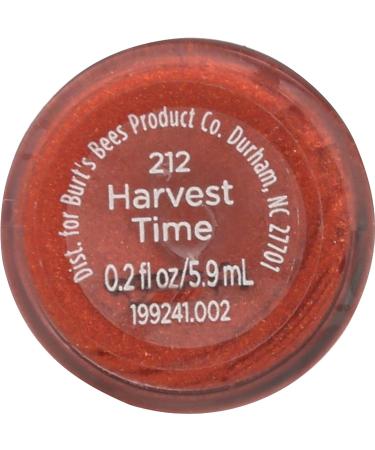 Dist. for Burt's Bees Product Co. Durham, NC 27701
212
Harvest
Time
0.2 fl oz/5.9 mL
199241.002